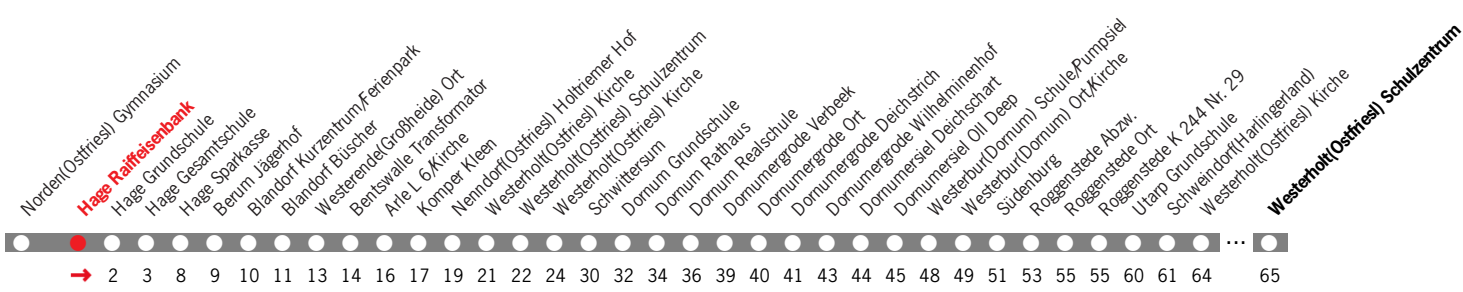 Norden(Ostfriesl) Gymnasium
Hage Raiffeisenbank
Hage Grundschule
Hage Gesamtschule
Hage Sparkasse
Berum Jägerhof
Blandorf Kurzentrum/Ferienpark
Blandorf Büscher
Westerende(Großheide) Ort
Bentswalle Transformator
Arle L 6/Kirche
Komper Kleen
Nenndorf(Ostfriesl) Holtriemer Hof
Westerholt(Ostfriesl) Kirche
Westerholt(Ostfriesl) Schulzentrum
Westerholt(Ostfriesl) Kirche
Schwittersum
Dornum Grundschule
Dornum Rathaus
Dornum Realschule
Dornumergrode Verbeek
Dornumergrode Ort
Dornumergrode Deichstrich
Dornumergrode Wilhelminenhof
Dornumersiel Deichschart
Dornumersiel Oll Deep
Westerbur(Dornum) Schule/Pumpsiel
Westerbur(Dornum) Ort/Kirche
Südenburg
Roggenstede Abzw.
Roggenstede Ort
Roggenstede K 244 Nr. 29
Utarp Grundschule
Schweindorf(Harlingerland)
Westerholt(Ostfriesl) Kirche
Westerholt(Ostfriesl) Schulzentrum
...
→ 2 3 8 9 10 11 13 14 16 17 19 21 22 24 30 32 34 36 39 40 41 43 44 45 48 49 51 53 55 55 60 61 64 65